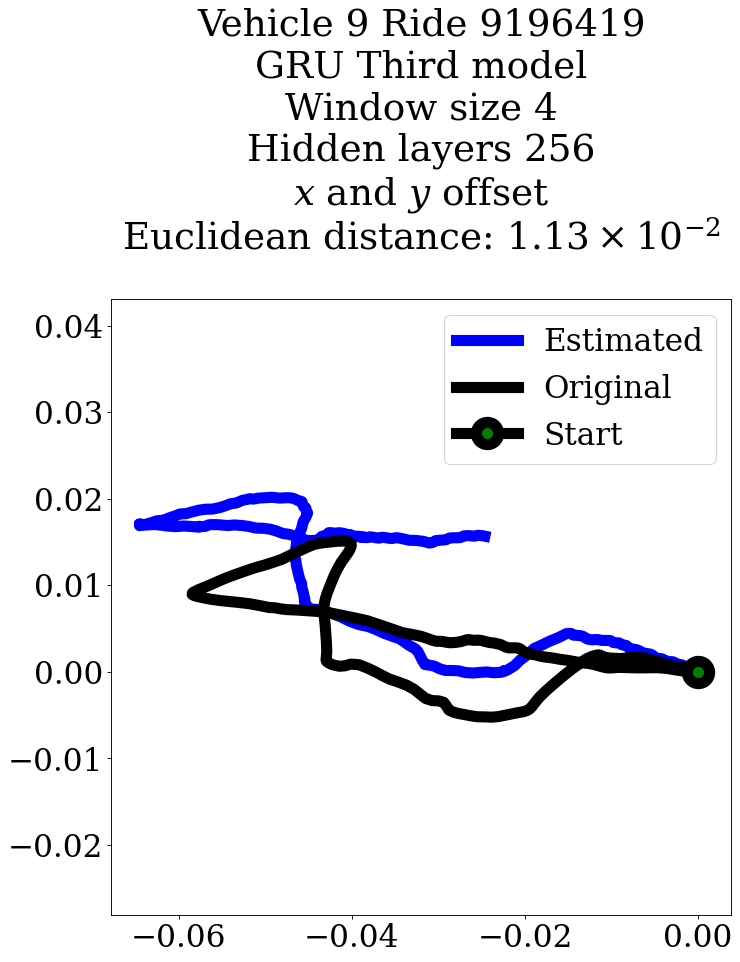 Vehicle 9 Ride 9196419
GRU Third model
Window size 4
Hidden layers 256
x and y offset
Euclidean distance: 1.13 × 10⁻²
Estimated
Original
Start
0.04
0.03
0.02
0.01
0.00
−0.01
−0.02
−0.06
−0.04
−0.02
0.00